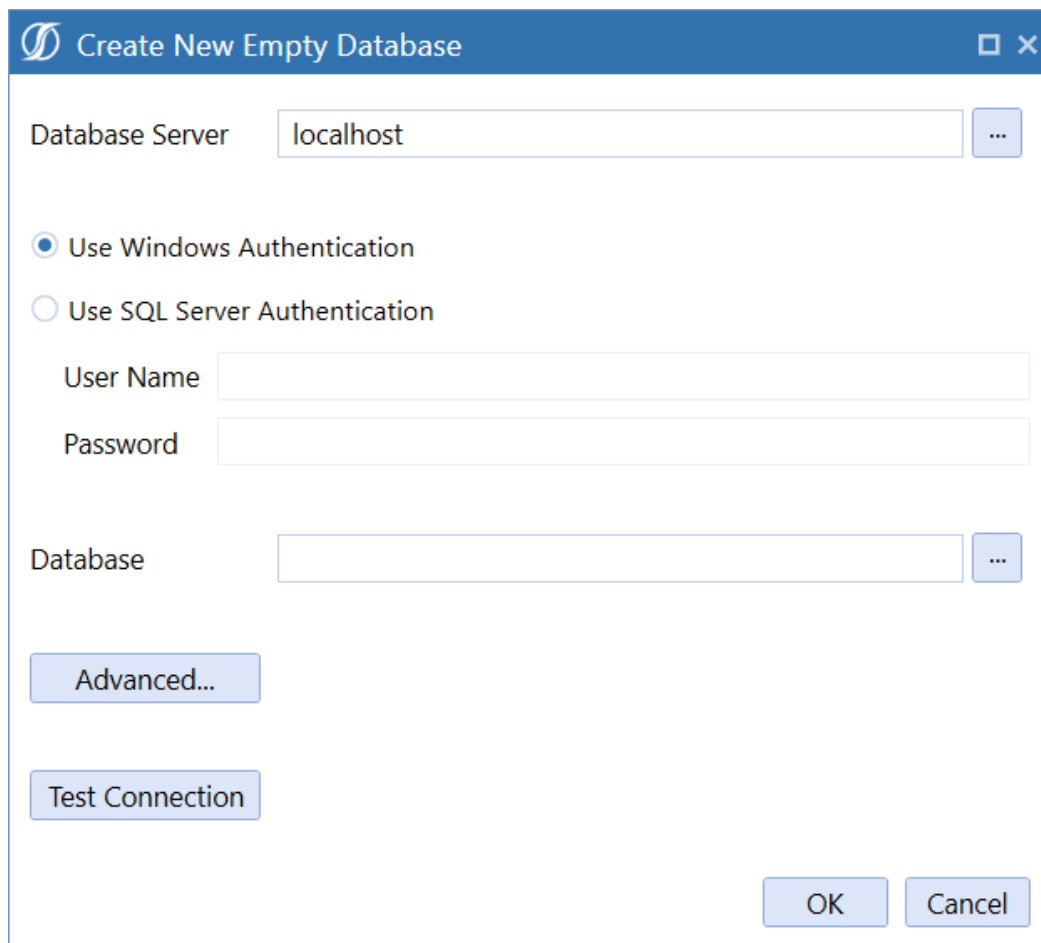 Create New Empty Database
Database Server localhost ...
Use Windows Authentication
Use SQL Server Authentication
User Name
Password
Database ...
Advanced...
Test Connection
OK Cancel